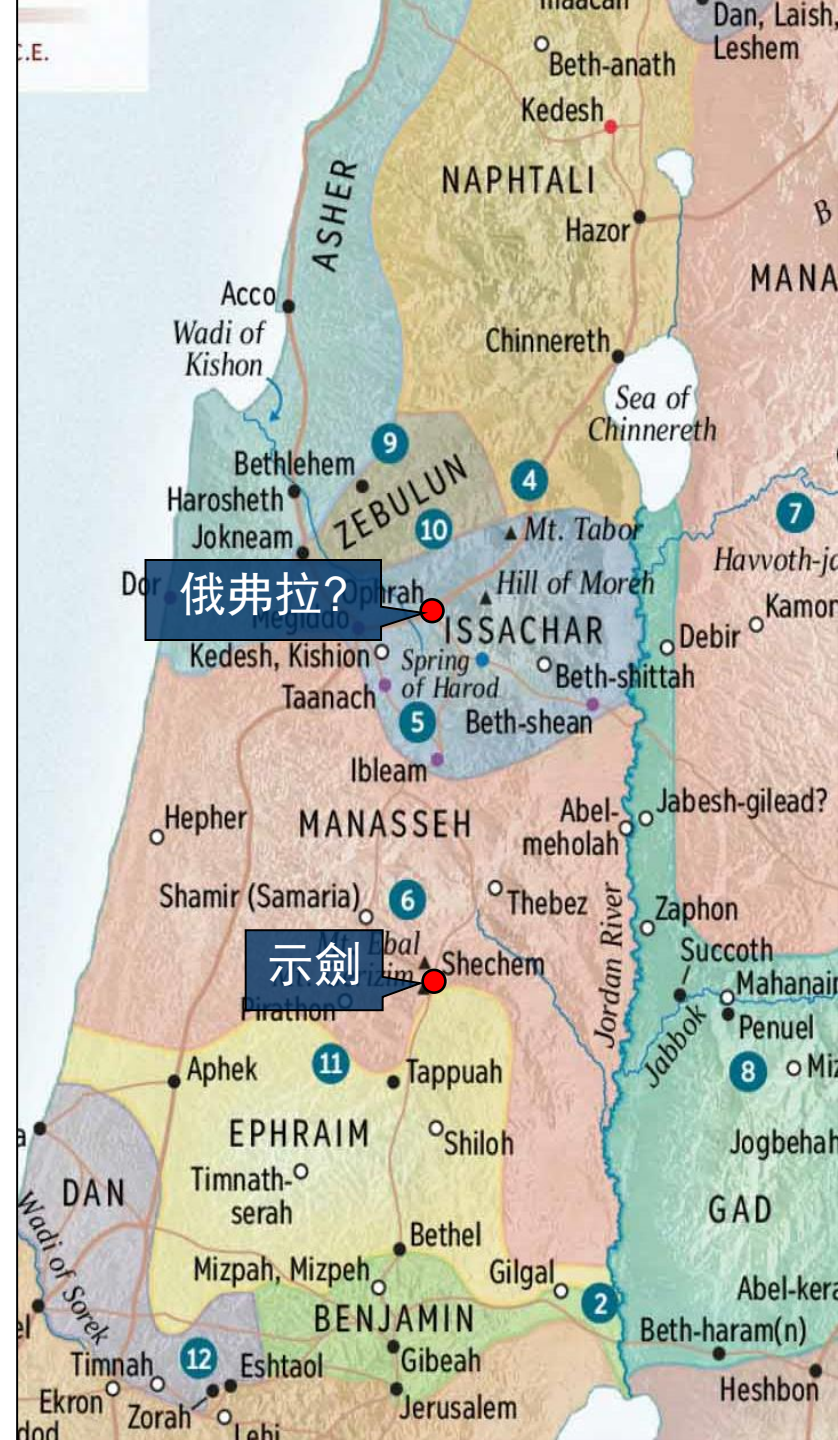 Dan, Laish,
Leshem
C.E.
Beth-anath
Kedesh
ASHER
NAPHTALI
Hazor
B
MANA
Acco
Wadi of
Kishon
Chinnereth
Sea of
Chinnereth
9
Bethlehem
ZEBULUN
4
Harosheth
7
10
Jokneam
Mt. Tabor
Havvoth-ja
Dor
俄弗拉?
Ophrah
Hill of Moreh
Kamon
Megiddo
ISSACHAR
Debir
Kedesh, Kishion
Spring
of Harod
Beth-shittah
Taanach
5
Beth-shean
Ibleam
Hepher
MANASSEH
Abel-
meholah
Jabesh-gilead?
Shamir (Samaria)
6
Thebez
Jordan River
Zaphon
示劍
Mt. Ebal
Shechem
Succoth
Mahanaim
Pirathon
Jabbok
Penuel
Aphek
11
Tappuah
8
Miz
EPHRAIM
Shiloh
Jogbehah
DAN
Timnath-
serah
GAD
Wadi of Sorek
Bethel
Mizpah, Mizpeh
Gilgal
2
Abel-kera
BENJAMIN
Beth-haram(n)
12
Timnah
Eshtaol
Gibeah
Heshbon
Ekron
Zorah
Jerusalem
Lehi
dod